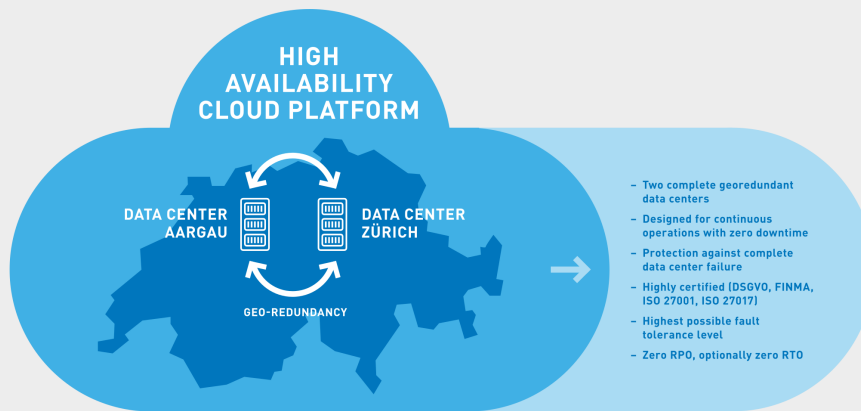 HIGH
AVAILABILITY
CLOUD PLATFORM
DATA CENTER
AARGAU
DATA CENTER
ZÜRICH
GEO-REDUNDANCY
– Two complete georedundant
data centers
– Designed for continuous
operations with zero downtime
– Protection against complete
data center failure
– Highly certified (DSGVO, FINMA,
ISO 27001, ISO 27017)
– Highest possible fault
tolerance level
– Zero RPO, optionally zero RTO